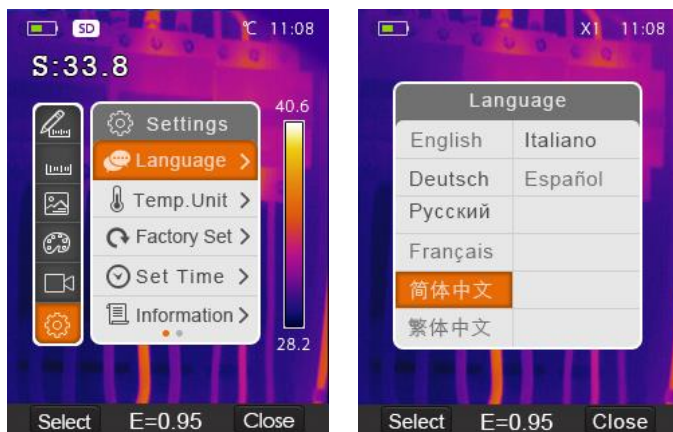 SD ℃ 11:08
S:33.8
40.6
Settings
Language >
Temp.Unit >
Factory Set >
Set Time >
Information >
28.2
Select E=0.95 Close
X1 11:08
Language
English Italiano
Deutsch Español
Русский
Français
简体中文
繁体中文
Select E=0.95 Close